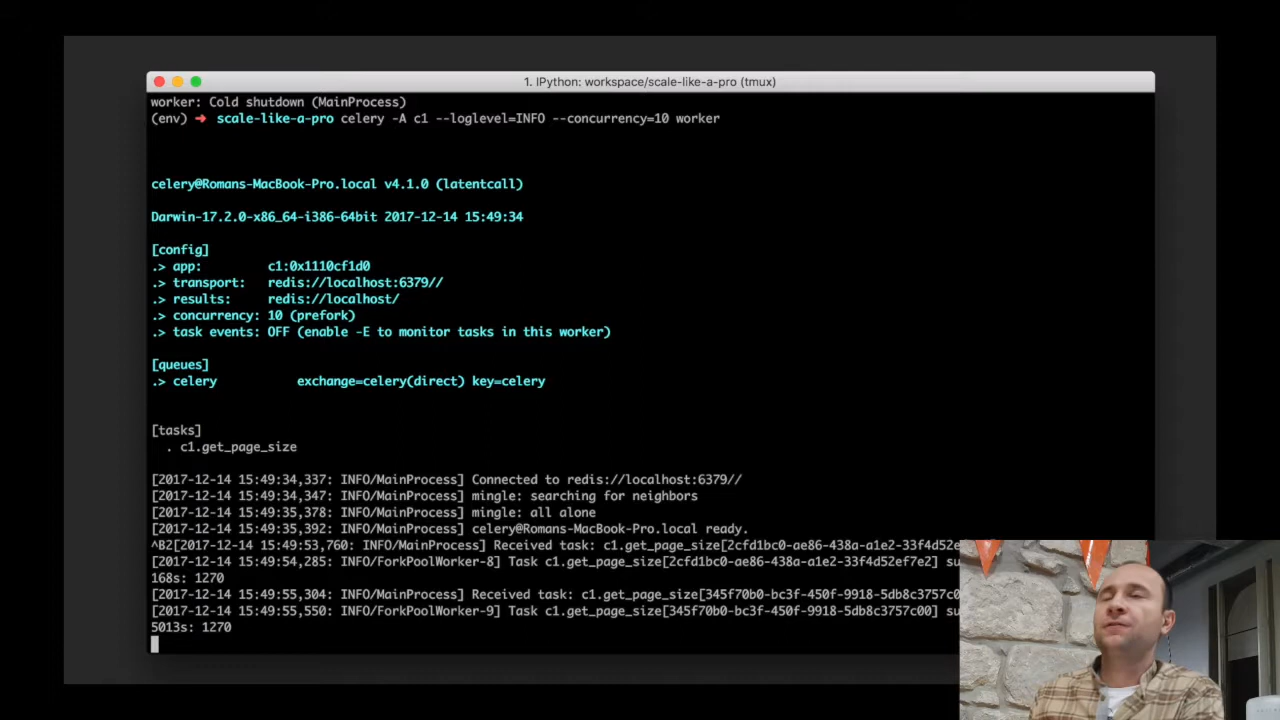 1. IPython: workspace/scale-like-a-pro (tmux)
worker: Cold shutdown (MainProcess)
(env) ➜ scale-like-a-pro celery -A c1 --loglevel=INFO --concurrency=10 worker
celery@Romans-MacBook-Pro.local v4.1.0 (latentcall)
Darwin-17.2.0-x86_64-i386-64bit 2017-12-14 15:49:34
[config]
.> app: c1:0x1110cf1d0
.> transport: redis://localhost:6379//
.> results: redis://localhost/
.> concurrency: 10 (prefork)
.> task events: OFF (enable -E to monitor tasks in this worker)
[queues]
.> celery exchange=celery(direct) key=celery
[tasks]
. c1.get_page_size
[2017-12-14 15:49:34,337: INFO/MainProcess] Connected to redis://localhost:6379//
[2017-12-14 15:49:34,347: INFO/MainProcess] mingle: searching for neighbors
[2017-12-14 15:49:35,378: INFO/MainProcess] mingle: all alone
[2017-12-14 15:49:35,392: INFO/MainProcess] celery@Romans-MacBook-Pro.local ready.
^B2[2017-12-14 15:49:53,760: INFO/MainProcess] Received task: c1.get_page_size[2cfd1bc0-ae86-438a-a1e2-33f4d52e
[2017-12-14 15:49:54,285: INFO/ForkPoolWorker-8] Task c1.get_page_size[2cfd1bc0-ae86-438a-a1e2-33f4d52ef7e2] su
168s: 1270
[2017-12-14 15:49:55,304: INFO/MainProcess] Received task: c1.get_page_size[345f70b0-bc3f-450f-9918-5db8c3757c00
[2017-12-14 15:49:55,550: INFO/ForkPoolWorker-9] Task c1.get_page_size[345f70b0-bc3f-450f-9918-5db8c3757c00] su
5013s: 1270